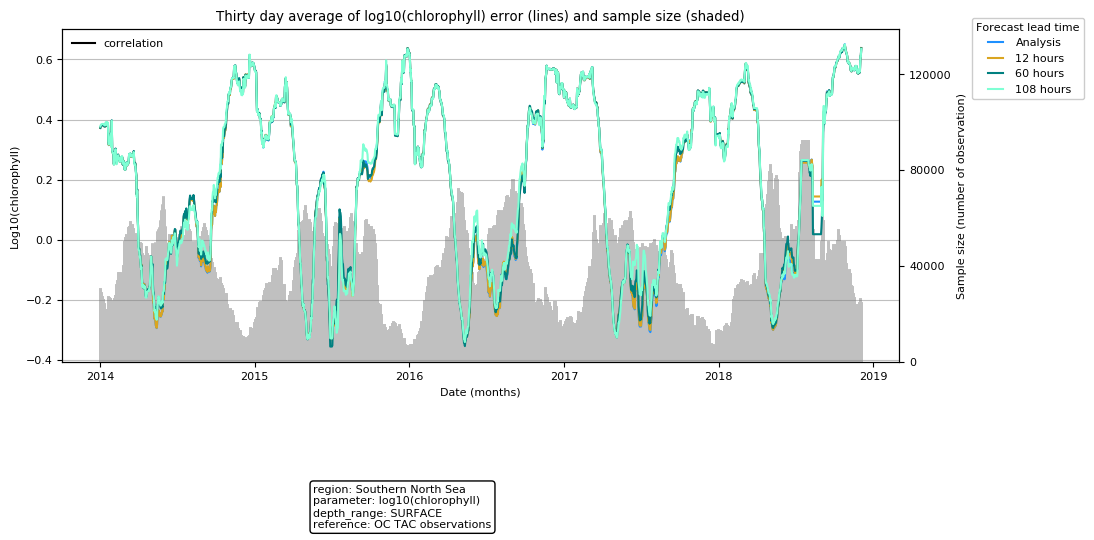 Thirty day average of log10(chlorophyll) error (lines) and sample size (shaded)
correlation
Forecast lead time
Analysis
12 hours
60 hours
108 hours
Log10(chlorophyll)
0.6
0.4
0.2
0.0
−0.2
−0.4
120000
80000
40000
0
Sample size (number of observation)
2014 2015 2016 2017 2018 2019
Date (months)
region: Southern North Sea
parameter: log10(chlorophyll)
depth_range: SURFACE
reference: OC TAC observations